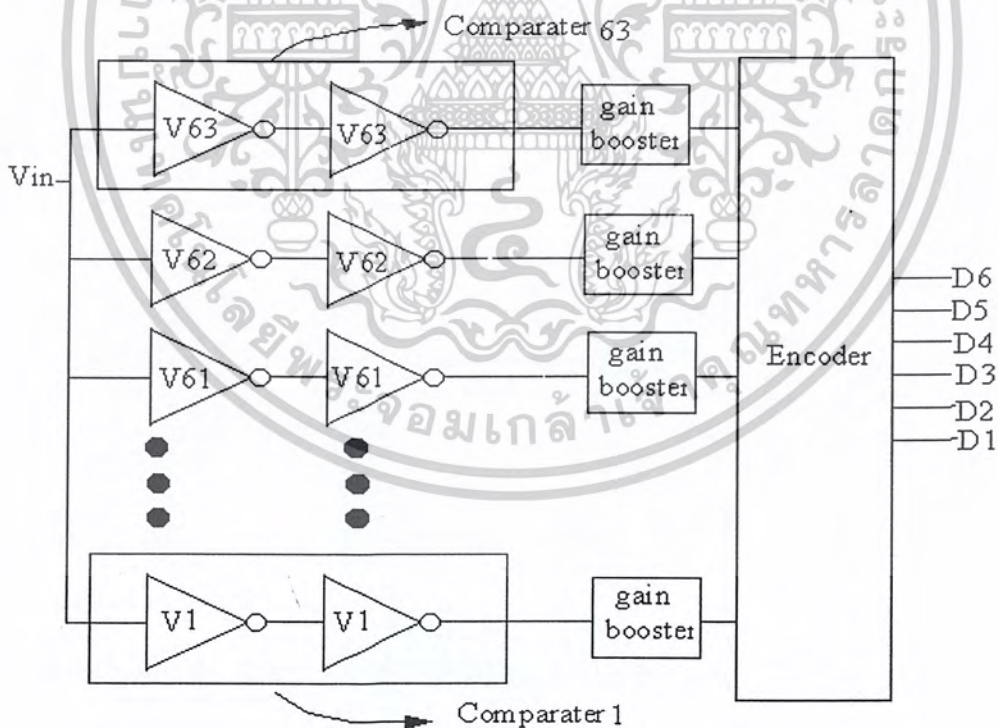 Comparater 63
V63
V63
gain
booster
Vin
V62
V62
gain
booster
V61
V61
gain
booster
Encoder
D6
D5
D4
D3
D2
D1
V1
V1
gain
booster
Comparater 1